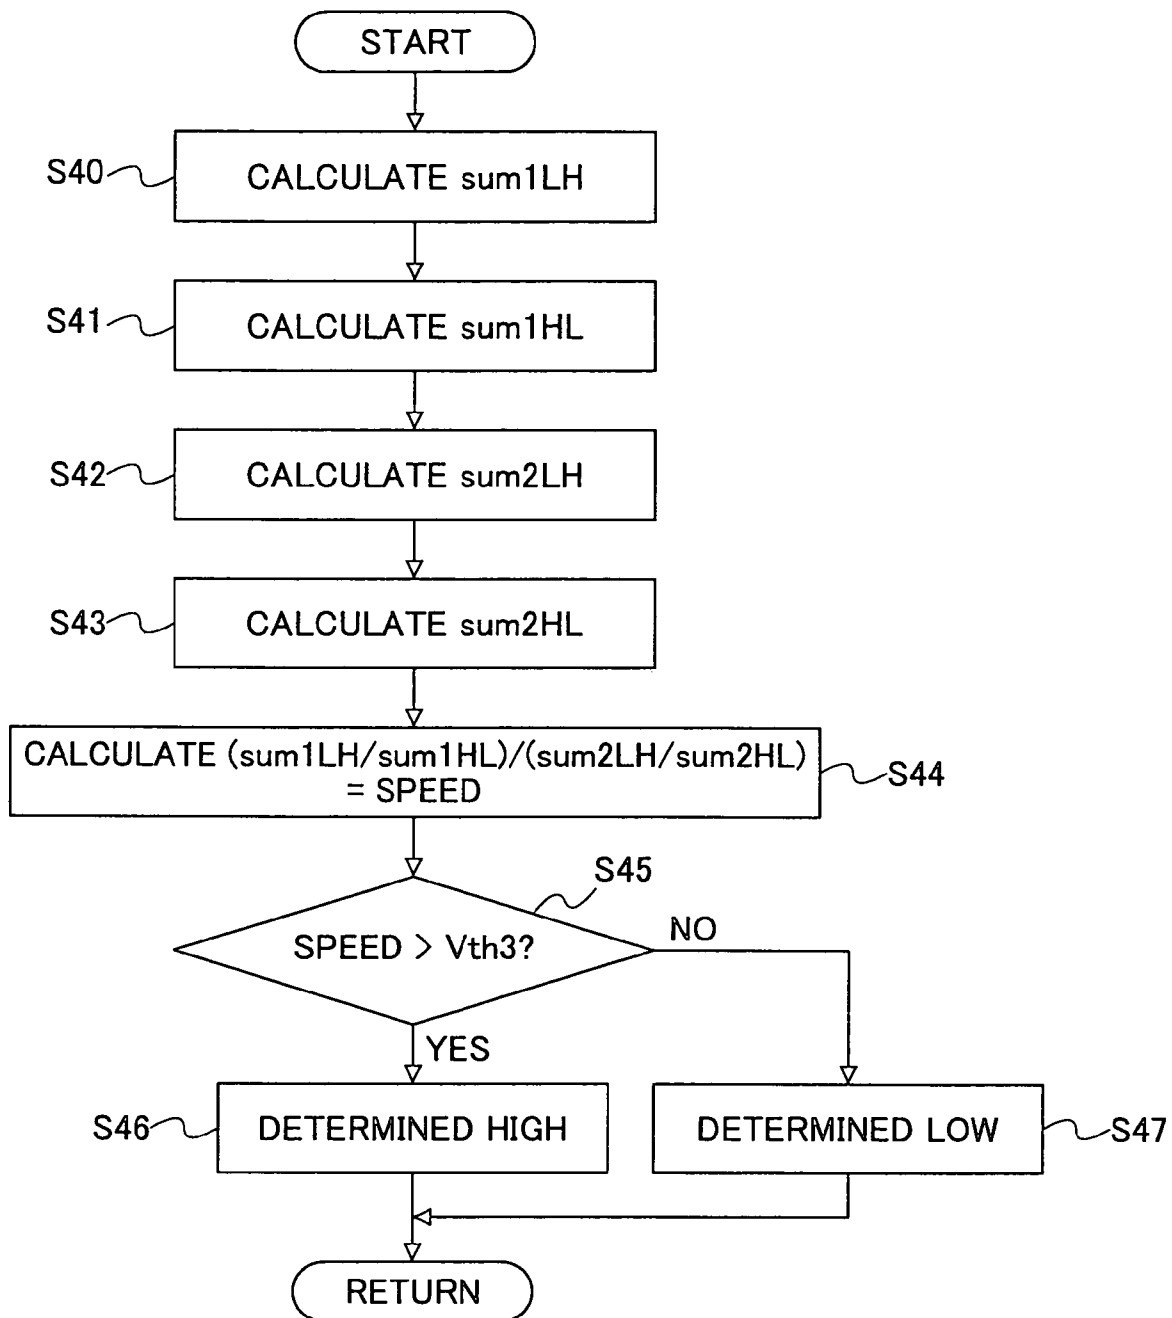 START
S40
CALCULATE sum1LH
S41
CALCULATE sum1HL
S42
CALCULATE sum2LH
S43
CALCULATE sum2HL
CALCULATE (sum1LH/sum1HL)/(sum2LH/sum2HL)
= SPEED
S44
S45
SPEED > Vth3?
NO
YES
S46
DETERMINED HIGH
DETERMINED LOW
S47
RETURN